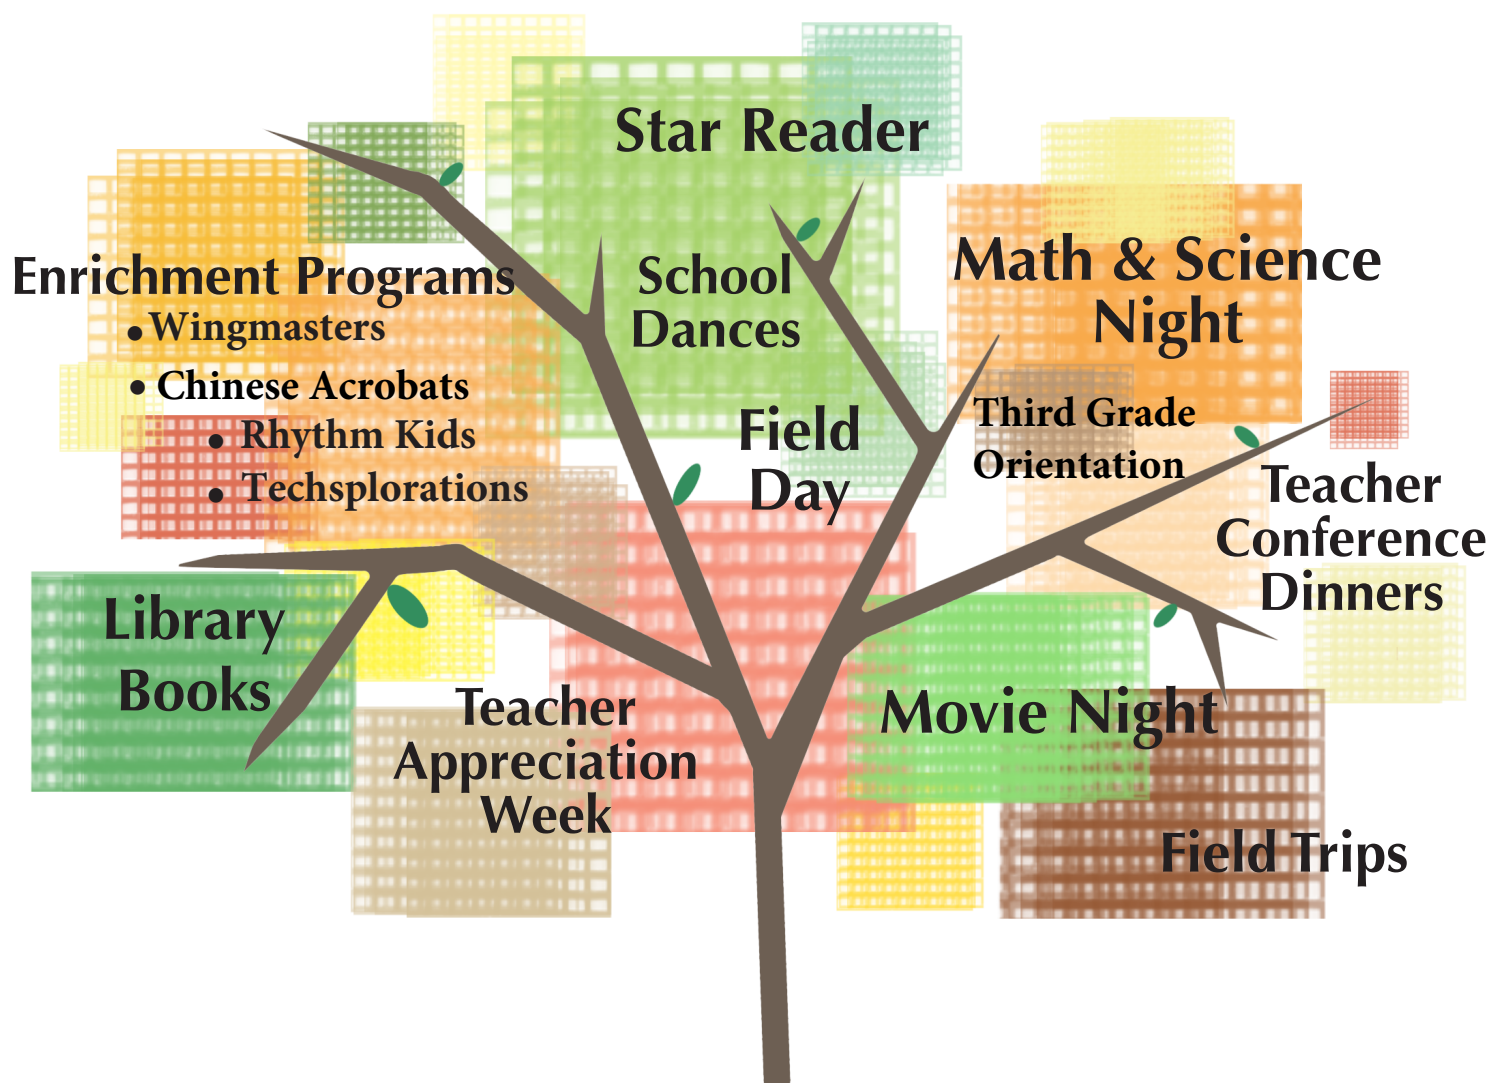 Star Reader
Enrichment Programs
• Wingmasters
• Chinese Acrobats
• Rhythm Kids
• Techsplorations
School
Dances
Math & Science
Night
Field
Day
Third Grade
Orientation
Teacher
Conference
Dinners
Library
Books
Teacher
Appreciation
Week
Movie Night
Field Trips